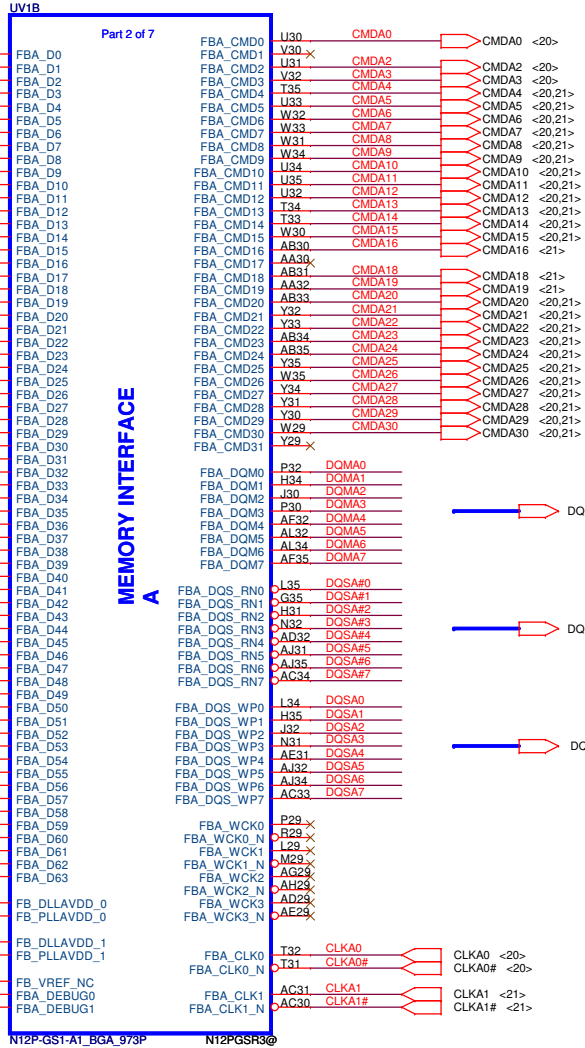 UV1B
Part 2 of 7
FBA_CMD0 U30 CMDA0 CMDA0 <20>
FBA_D0 FBA_CMD1 V30
FBA_D1 FBA_CMD2 U31 CMDA2 CMDA2 <20>
FBA_D2 FBA_CMD3 V32 CMDA3 CMDA3 <20>
FBA_D3 FBA_CMD4 T35 CMDA4 CMDA4 <20,21>
FBA_D4 FBA_CMD5 U33 CMDA5 CMDA5 <20,21>
FBA_D5 FBA_CMD6 W32 CMDA6 CMDA6 <20,21>
FBA_D6 FBA_CMD7 W33 CMDA7 CMDA7 <20,21>
FBA_D7 FBA_CMD8 W31 CMDA8 CMDA8 <20,21>
FBA_D8 FBA_CMD9 W34 CMDA9 CMDA9 <20,21>
FBA_D9 FBA_CMD10 U34 CMDA10 CMDA10 <20,21>
FBA_D10 FBA_CMD11 U35 CMDA11 CMDA11 <20,21>
FBA_D11 FBA_CMD12 U32 CMDA12 CMDA12 <20,21>
FBA_D12 FBA_CMD13 T34 CMDA13 CMDA13 <20,21>
FBA_D13 FBA_CMD14 T33 CMDA14 CMDA14 <20,21>
FBA_D14 FBA_CMD15 W30 CMDA15 CMDA15 <20,21>
FBA_D15 FBA_CMD16 AB30 CMDA16 CMDA16 <21>
FBA_D16 FBA_CMD17 AA30
FBA_D17 FBA_CMD18 AB31 CMDA18 CMDA18 <21>
FBA_D18 FBA_CMD19 AA32 CMDA19 CMDA19 <21>
FBA_D19 FBA_CMD20 AB33 CMDA20 CMDA20 <20,21>
FBA_D20 FBA_CMD21 Y32 CMDA21 CMDA21 <20,21>
FBA_D21 FBA_CMD22 Y33 CMDA22 CMDA22 <20,21>
FBA_D22 FBA_CMD23 AB34 CMDA23 CMDA23 <20,21>
FBA_D23 FBA_CMD24 AB35 CMDA24 CMDA24 <20,21>
FBA_D24 FBA_CMD25 Y35 CMDA25 CMDA25 <20,21>
FBA_D25 FBA_CMD26 W35 CMDA26 CMDA26 <20,21>
FBA_D26 FBA_CMD27 Y34 CMDA27 CMDA27 <20,21>
FBA_D27 FBA_CMD28 Y31 CMDA28 CMDA28 <20,21>
FBA_D28 FBA_CMD29 Y30 CMDA29 CMDA29 <20,21>
FBA_D29 FBA_CMD30 W29 CMDA30 CMDA30 <20,21>
FBA_D30 FBA_CMD31 Y29
FBA_D31
FBA_D32 FBA_DQM0 P32 DQMA0
FBA_D33 FBA_DQM1 H34 DQMA1
FBA_D34 FBA_DQM2 J30 DQMA2
FBA_D35 FBA_DQM3 P30 DQMA3 DQ
FBA_D36 FBA_DQM4 AF32 DQMA4
FBA_D37 FBA_DQM5 AL32 DQMA5
FBA_D38 FBA_DQM6 AL34 DQMA6
FBA_D39 FBA_DQM7 AF35 DQMA7
FBA_D40
MEMORY INTERFACE
A
FBA_D41 FBA_DQS_RN0 L35 DQSA#0
FBA_D42 FBA_DQS_RN1 G35 DQSA#1
FBA_D43 FBA_DQS_RN2 H31 DQSA#2
FBA_D44 FBA_DQS_RN3 N32 DQSA#3 DQ
FBA_D45 FBA_DQS_RN4 AD32 DQSA#4
FBA_D46 FBA_DQS_RN5 AJ31 DQSA#5
FBA_D47 FBA_DQS_RN6 AJ35 DQSA#6
FBA_D48 FBA_DQS_RN7 AC34 DQSA#7
FBA_D49
FBA_D50 FBA_DQS_WP0 L34 DQSA0
FBA_D51 FBA_DQS_WP1 H35 DQSA1
FBA_D52 FBA_DQS_WP2 J32 DQSA2
FBA_D53 FBA_DQS_WP3 N31 DQSA3 DQ
FBA_D54 FBA_DQS_WP4 AE31 DQSA4
FBA_D55 FBA_DQS_WP5 AJ32 DQSA5
FBA_D56 FBA_DQS_WP6 AJ34 DQSA6
FBA_D57 FBA_DQS_WP7 AC33 DQSA7
FBA_D58
FBA_D59 FBA_WCK0 P29
FBA_D60 FBA_WCK0_N R29
FBA_D61 FBA_WCK1 L29
FBA_D62 FBA_WCK1_N M29
FBA_D63 FBA_WCK2 AG29
FBA_WCK2_N AH29
FB_DLLAVDD_0 FBA_WCK3 AD29
FB_PLLAVDD_0 FBA_WCK3_N AE29
FB_DLLAVDD_1
FB_PLLAVDD_1 FBA_CLK0 T32 CLKA0 CLKA0 <20>
FBA_CLK0_N T31 CLKA0# CLKA0# <20>
FB_VREF_NC
FBA_DEBUG0 FBA_CLK1 AC31 CLKA1 CLKA1 <21>
FBA_DEBUG1 FBA_CLK1_N AC30 CLKA1# CLKA1# <21>
N12P-GS1-A1_BGA_973P N12PGSR3@